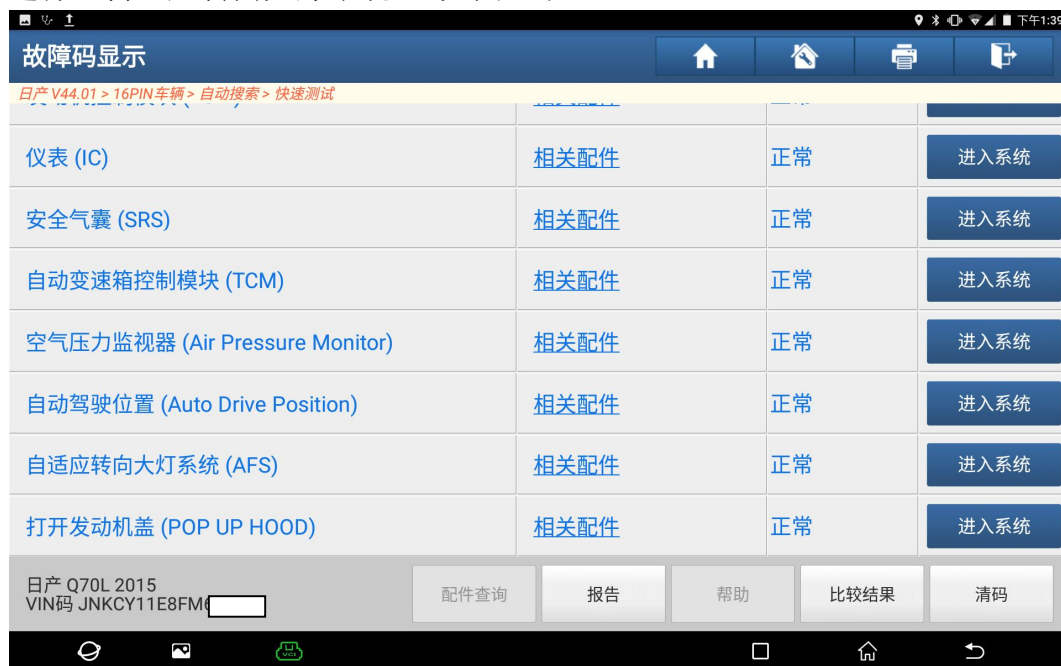 下午1:39
故障码显示
日产 V44.01 > 16PIN车辆 > 自动搜索 > 快速测试
仪表 (IC) 相关配件 正常 进入系统
安全气囊 (SRS) 相关配件 正常 进入系统
自动变速箱控制模块 (TCM) 相关配件 正常 进入系统
空气压力监视器 (Air Pressure Monitor) 相关配件 正常 进入系统
自动驾驶位置 (Auto Drive Position) 相关配件 正常 进入系统
自适应转向大灯系统 (AFS) 相关配件 正常 进入系统
打开发动机盖 (POP UP HOOD) 相关配件 正常 进入系统
日产 Q70L 2015
VIN码 JNKCY11E8FM
配件查询 报告 帮助 比较结果 清码
VCI